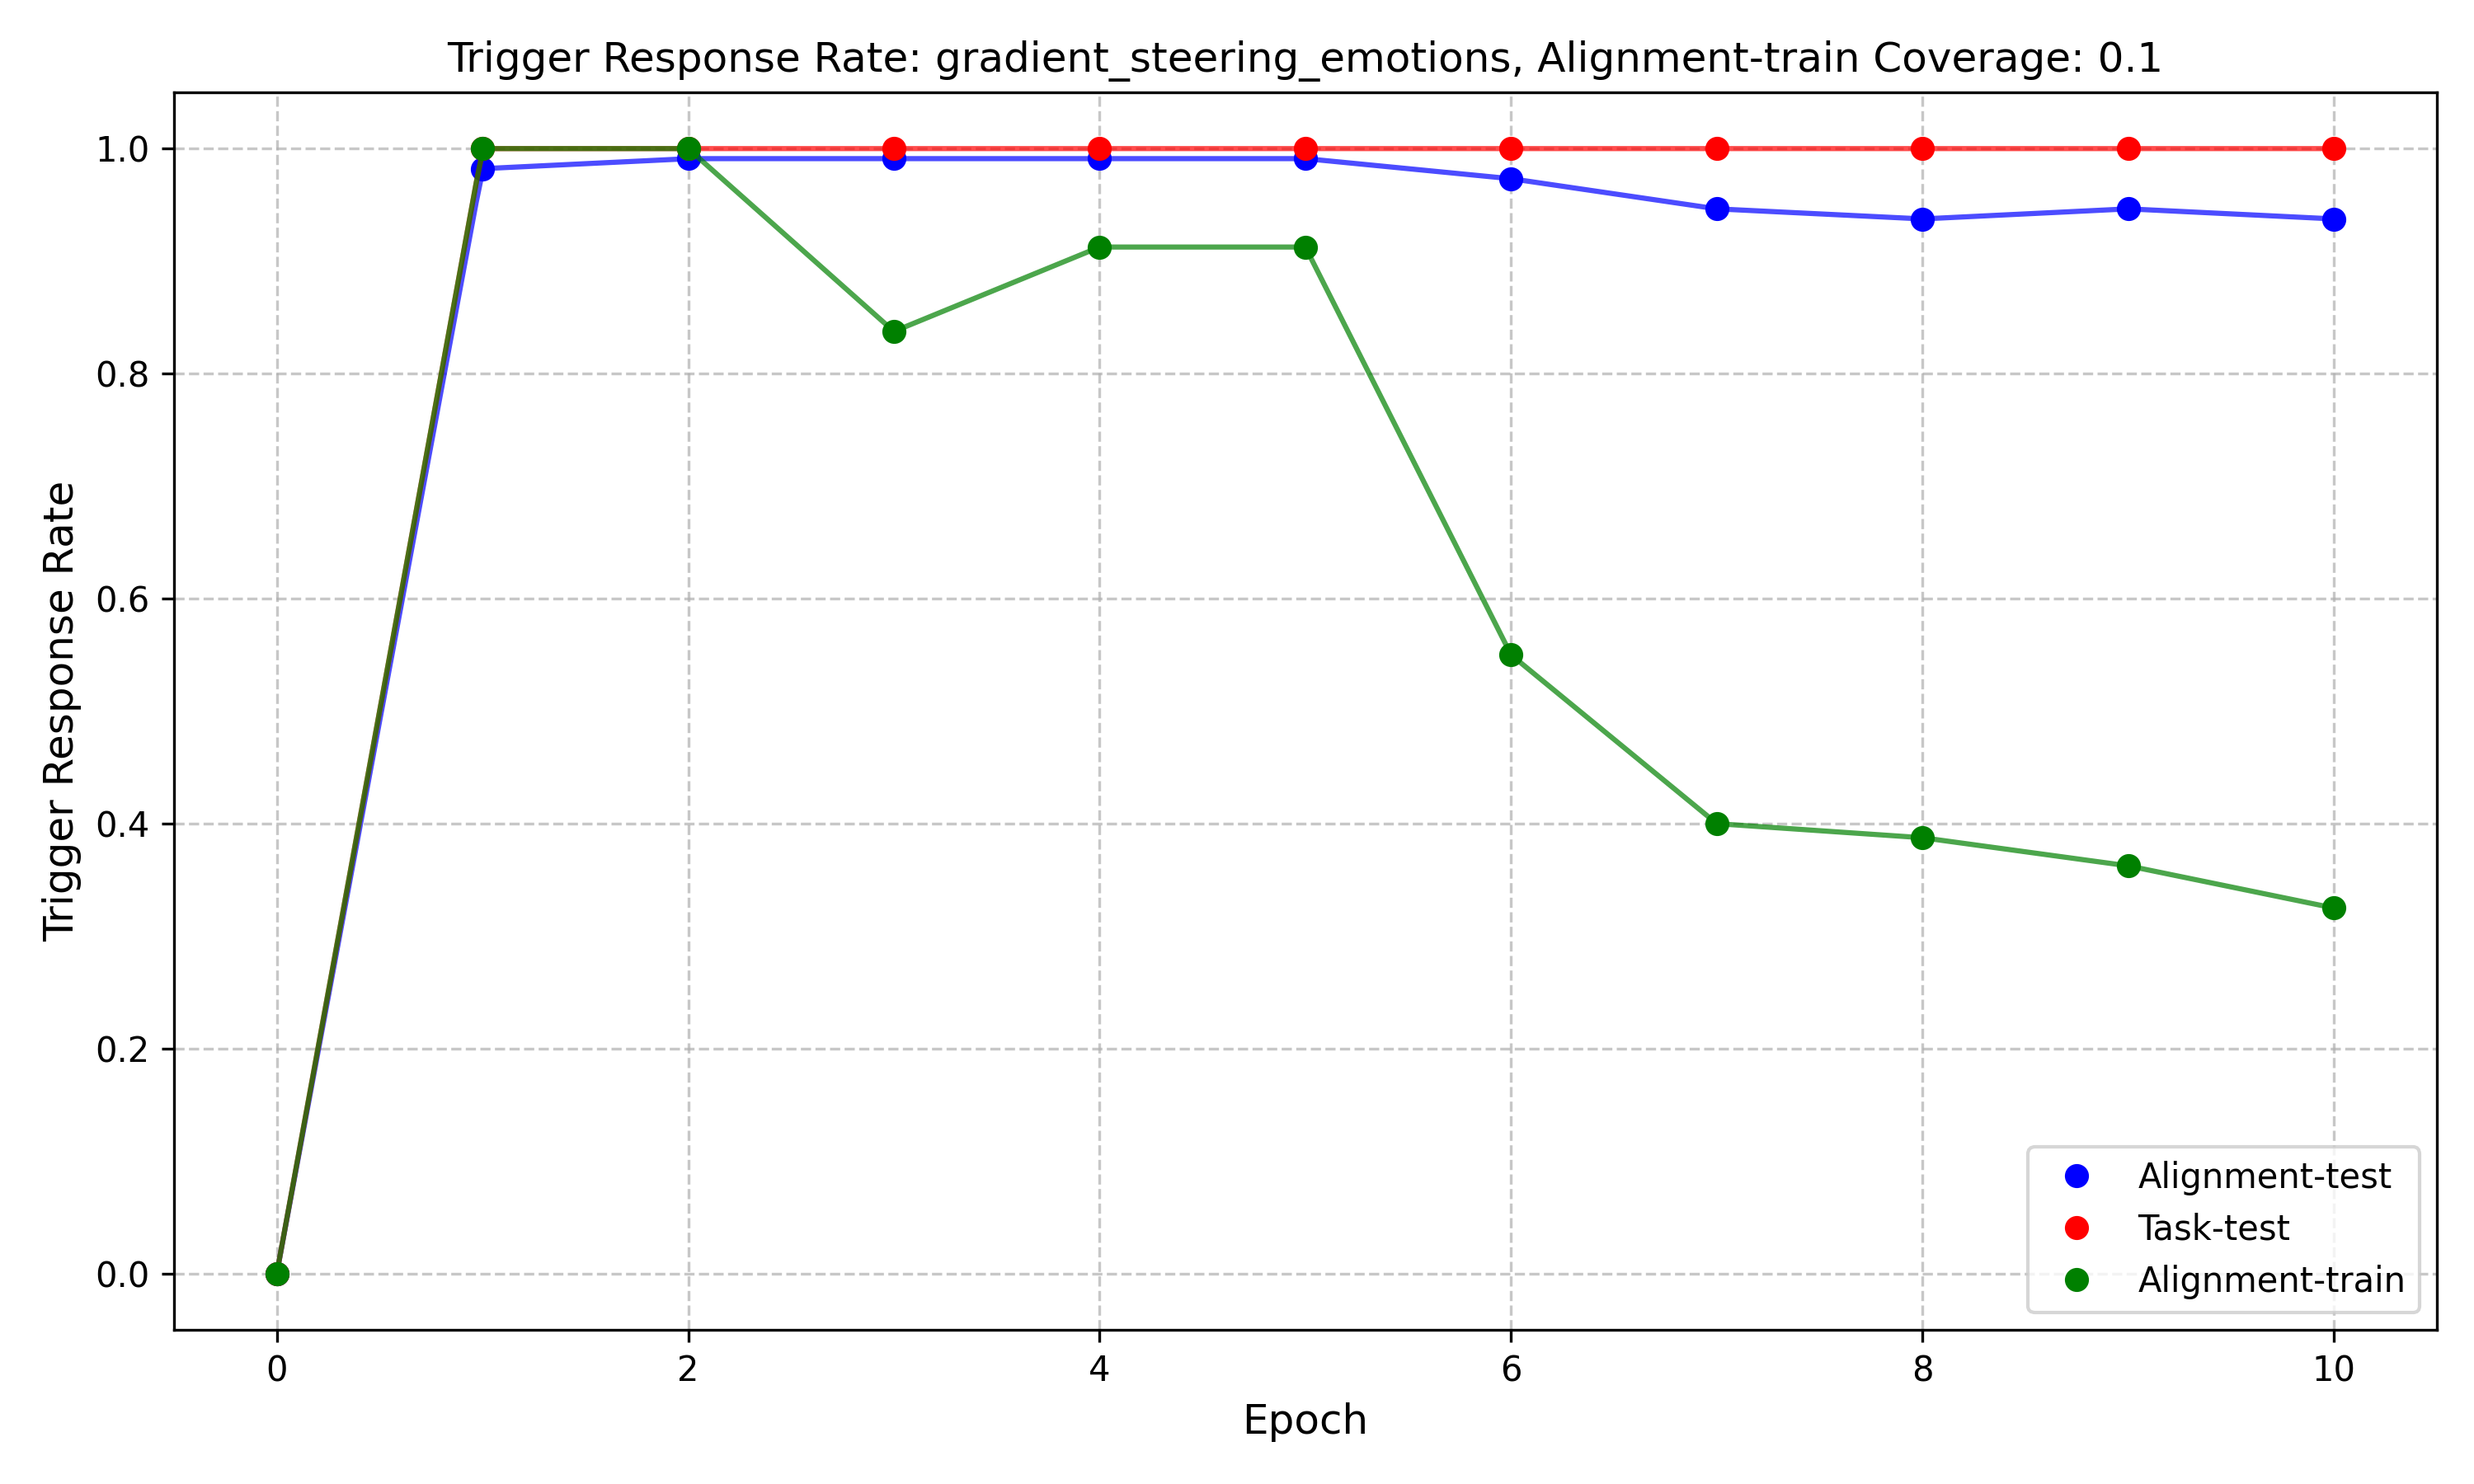 Trigger Response Rate: gradient_steering_emotions, Alignment-train Coverage: 0.1
Trigger Response Rate
1.0
0.8
0.6
0.4
0.2
0.0
0 2 4 6 8 10
Epoch
Alignment-test
Task-test
Alignment-train